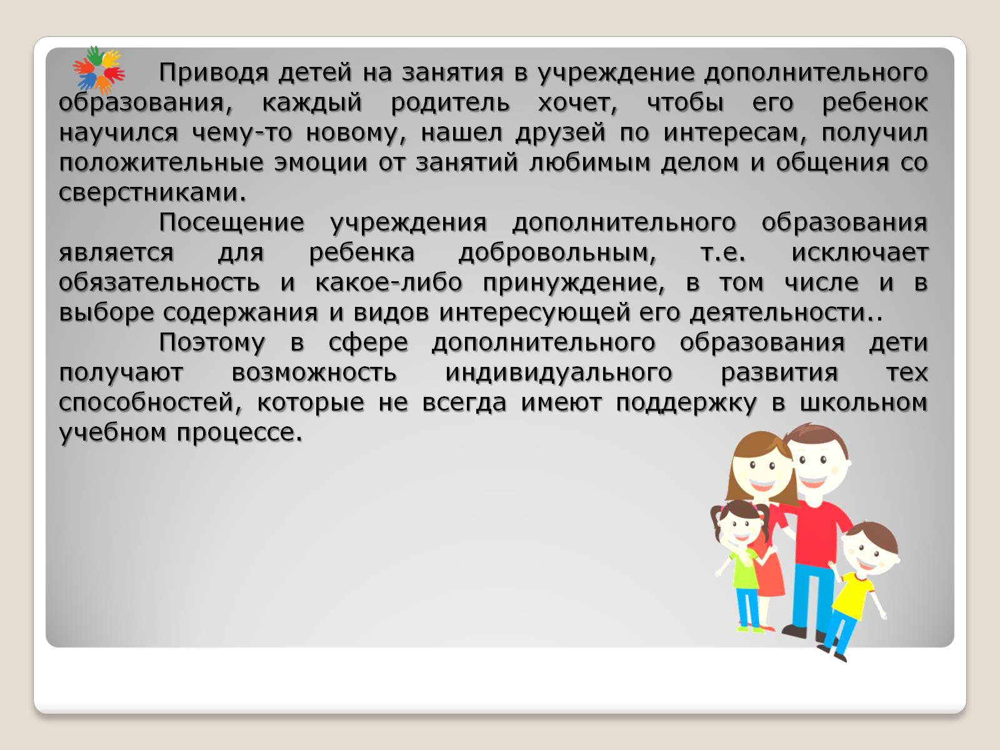 Приводя детей на занятия в учреждение дополнительного
образования, каждый родитель хочет, чтобы его ребенок
научился чему-то новому, нашел друзей по интересам, получил
положительные эмоции от занятий любимым делом и общения со
сверстниками.
Посещение учреждения дополнительного образования
является для ребенка добровольным, т.е. исключает
обязательность и какое-либо принуждение, в том числе и в
выборе содержания и видов интересующей его деятельности..
Поэтому в сфере дополнительного образования дети
получают возможность индивидуального развития тех
способностей, которые не всегда имеют поддержку в школьном
учебном процессе.